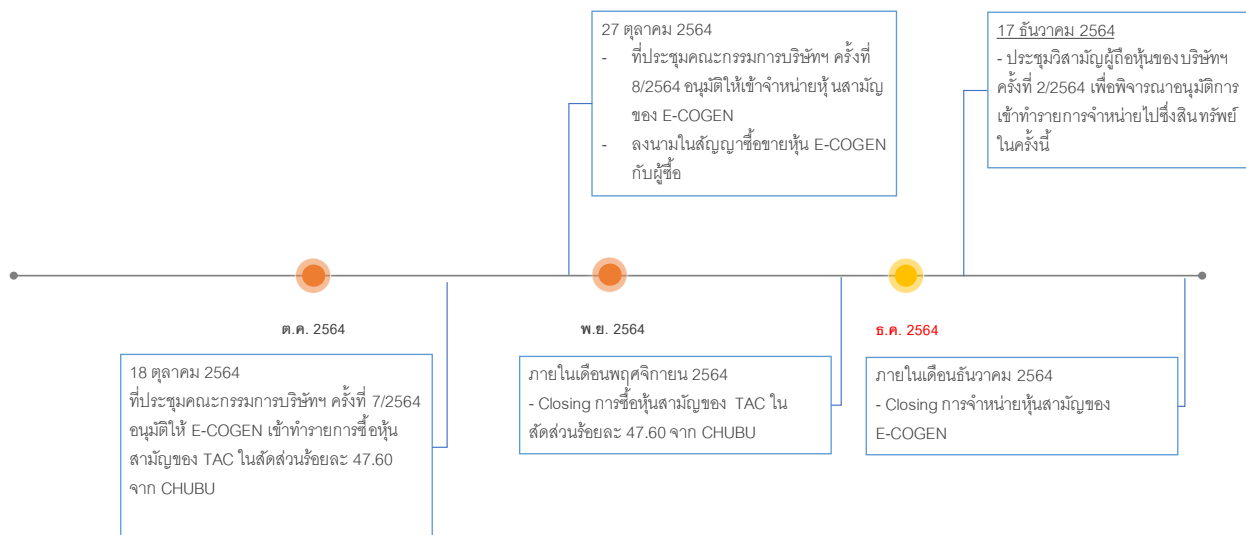 27 ตุลาคม 2564
- ที่ประชุมคณะกรรมการบริษัทฯ ครั้งที่
8/2564 อนุมัติให้เข้าจำหน่ายหุ้นสามัญ
ของ E-COGEN
- ลงนามในสัญญาซื้อขายหุ้น E-COGEN
กับผู้ซื้อ
17 ธันวาคม 2564
- ประชุมวิสามัญผู้ถือหุ้นของบริษัทฯ
ครั้งที่ 2/2564 เพื่อพิจารณาอนุมัติการ
เข้าทำรายการจำหน่ายไปซึ่งสินทรัพย์
ในครั้งนี้
ต.ค. 2564
พ.ย. 2564
ธ.ค. 2564
18 ตุลาคม 2564
ที่ประชุมคณะกรรมการบริษัทฯ ครั้งที่ 7/2564
อนุมัติให้ E-COGEN เข้าทำรายการซื้อหุ้น
สามัญของ TAC ในสัดส่วนร้อยละ 47.60
จาก CHUBU
ภายในเดือนพฤศจิกายน 2564
- Closing การซื้อหุ้นสามัญของ TAC ใน
สัดส่วนร้อยละ 47.60 จาก CHUBU
ภายในเดือนธันวาคม 2564
- Closing การจำหน่ายหุ้นสามัญของ
E-COGEN